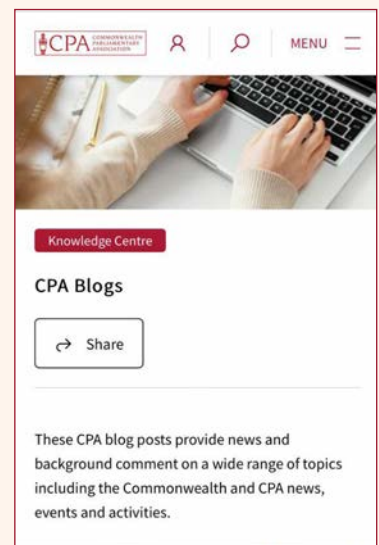 CPA COMMONWEALTH
PARLIAMENTARY
ASSOCIATION
MENU
Knowledge Centre
CPA Blogs
Share
These CPA blog posts provide news and
background comment on a wide range of topics
including the Commonwealth and CPA news,
events and activities.